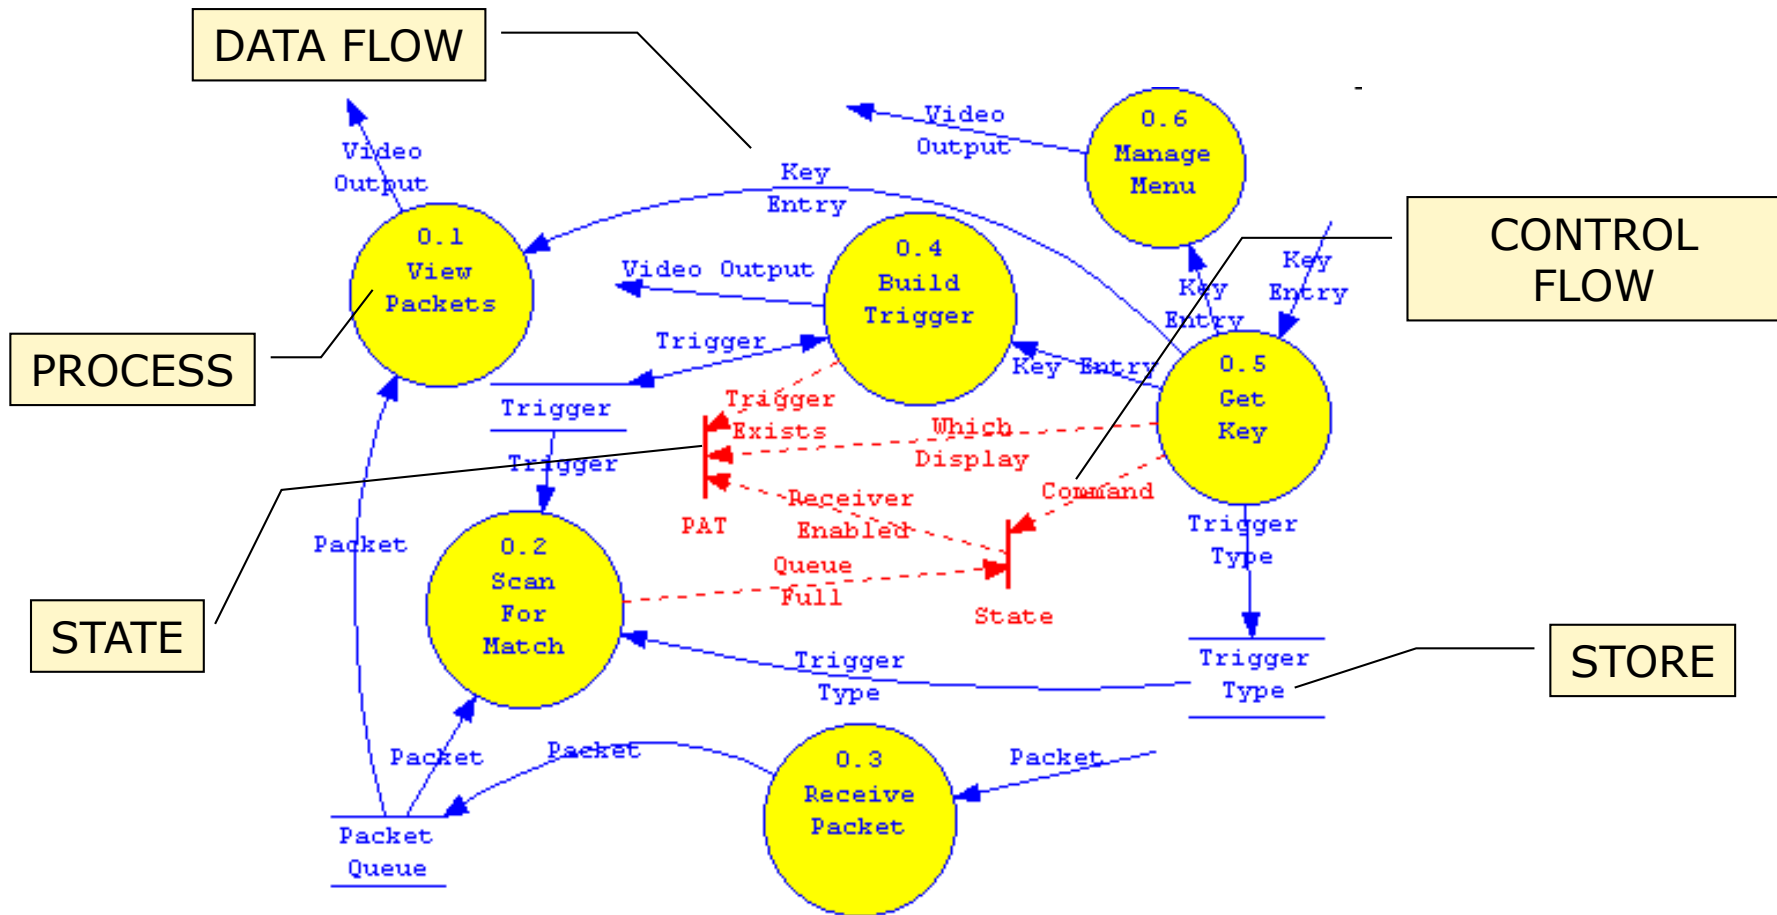 DATA FLOW
Video
Output
0.6
Manage
Menu
Video
Output
Key
Entry
CONTROL
FLOW
0.1
View
Packets
0.4
Build
Trigger
Video Output
Key
Entry
Key
Entry
PROCESS
Trigger
Key Entry
0.5
Get
Key
Trigger
Trigger
Exists
Which
Display
Trigger
Receiver
Enabled
Command
PAT
Packet
0.2
Scan
For
Match
Queue
Full
State
Trigger
Type
STATE
STORE
Trigger
Type
Trigger
Type
Packet
Packet
0.3
Receive
Packet
Packet
Packet
Queue